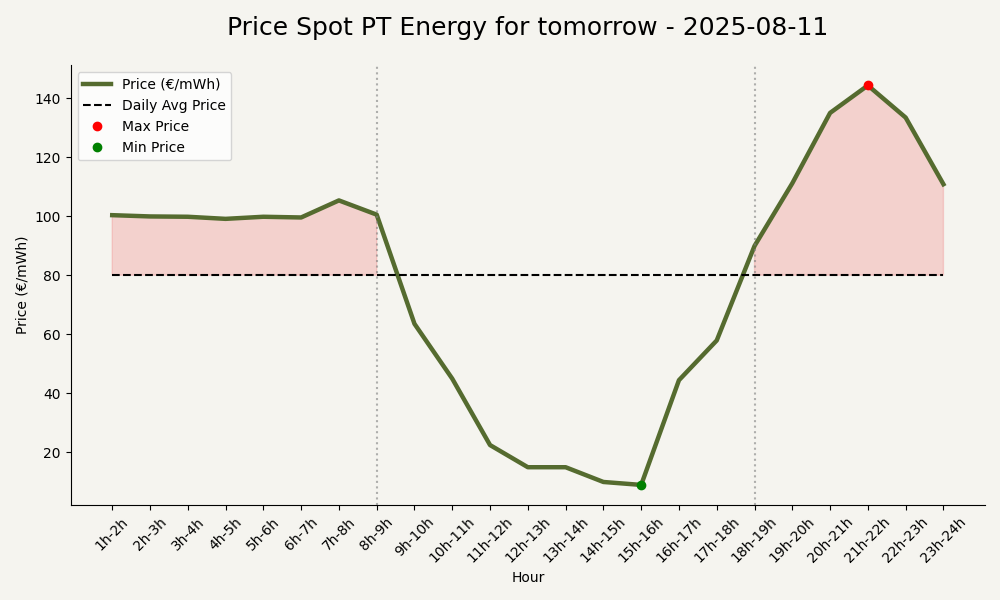 Price Spot PT Energy for tomorrow - 2025-08-11
Price (€/mWh)
Daily Avg Price
Max Price
Min Price
Price (€/mWh)
140
120
100
80
60
40
20
1h-2h
2h-3h
3h-4h
4h-5h
5h-6h
6h-7h
7h-8h
8h-9h
9h-10h
10h-11h
11h-12h
12h-13h
13h-14h
14h-15h
15h-16h
16h-17h
17h-18h
18h-19h
19h-20h
20h-21h
21h-22h
22h-23h
23h-24h
Hour